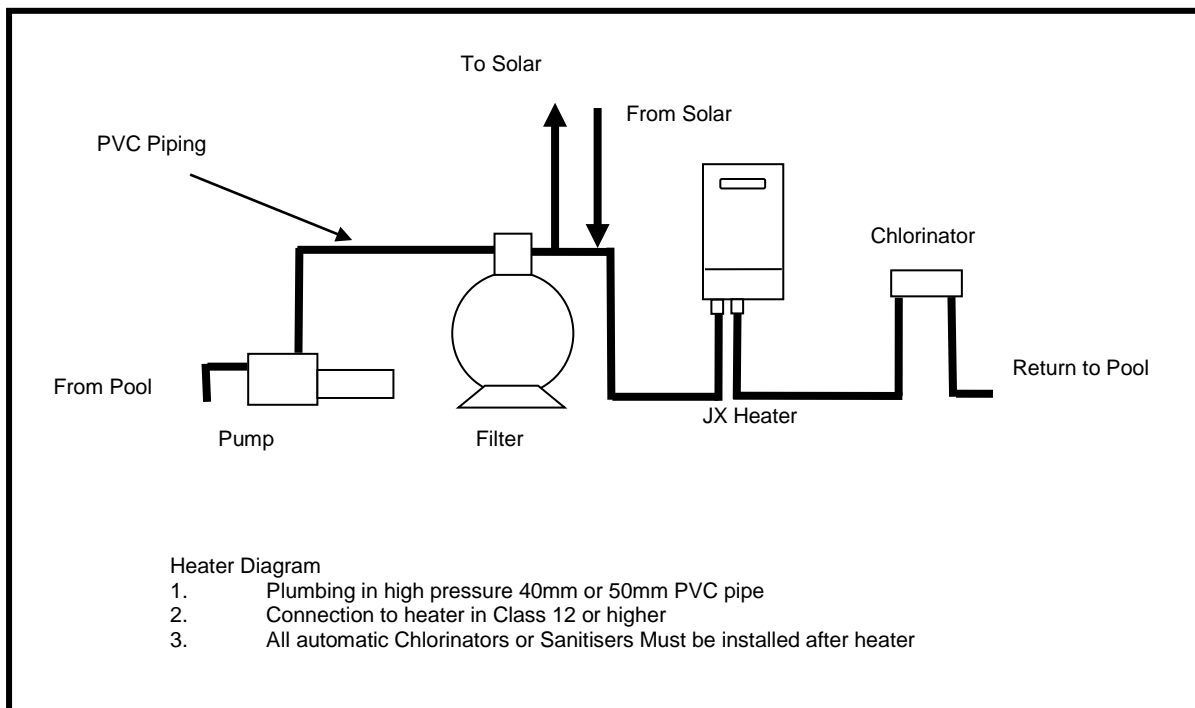 To Solar
From Solar
PVC Piping
Chlorinator
From Pool
Return to Pool
JX Heater
Pump
Filter
Heater Diagram
1. Plumbing in high pressure 40mm or 50mm PVC pipe
2. Connection to heater in Class 12 or higher
3. All automatic Chlorinators or Sanitisers Must be installed after heater